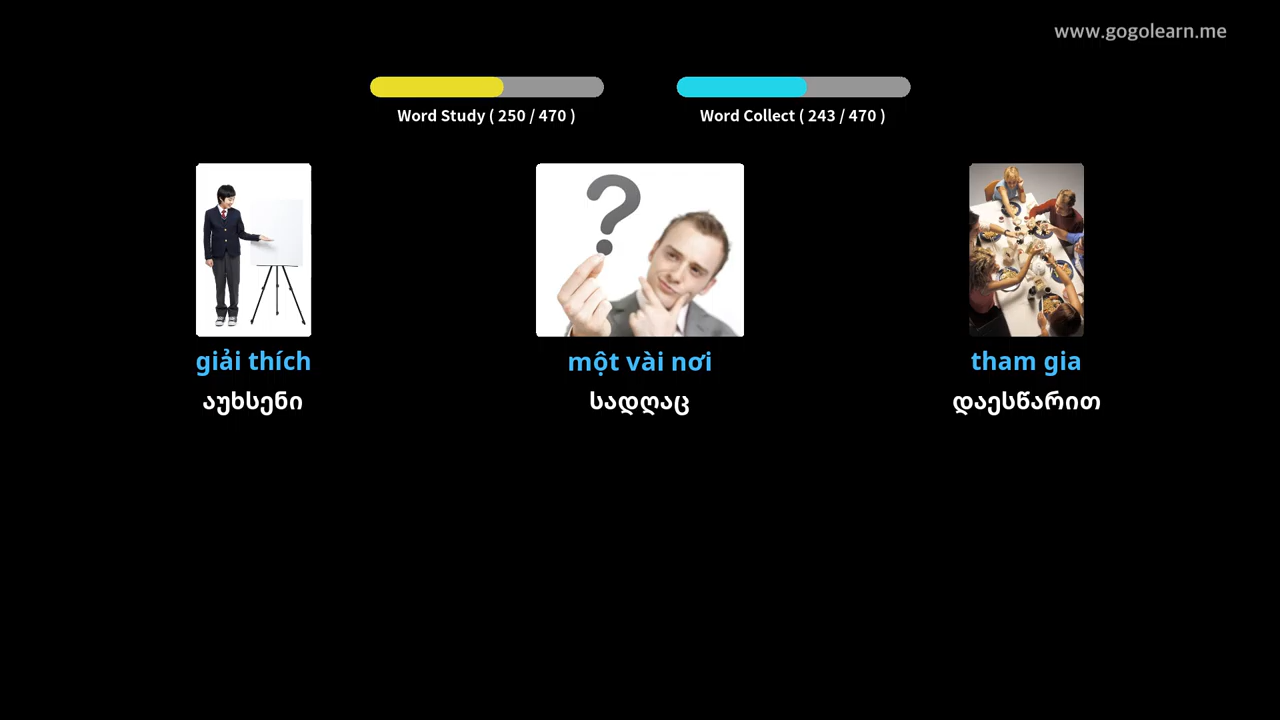 www.gogolearn.me
Word Study ( 250 / 470 )
Word Collect ( 243 / 470 )
giải thích
một vài nơi
tham gia
აუხსენი
სადღაც
დაესწარით